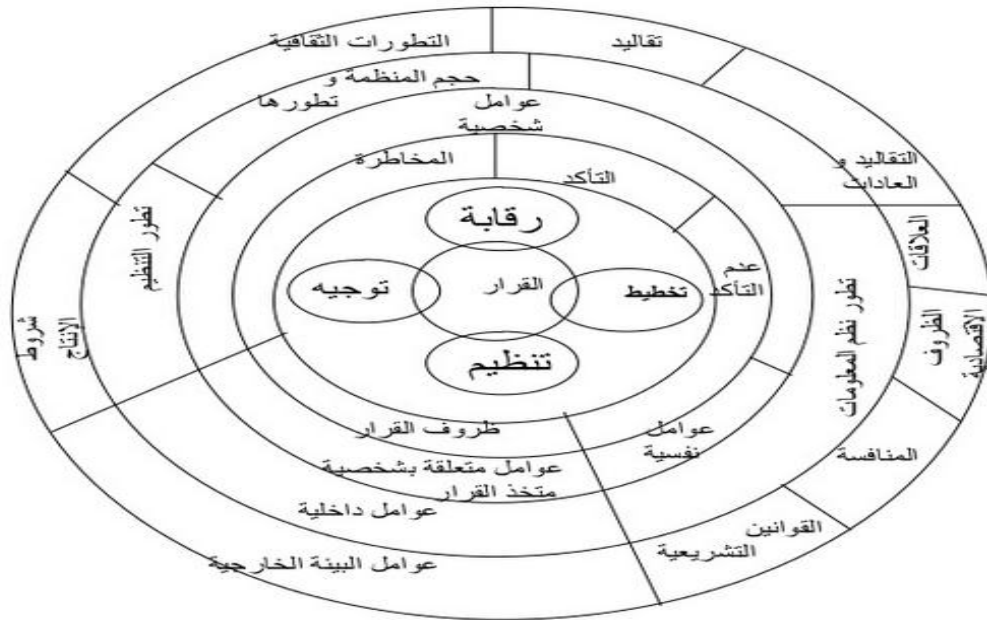 التطورات الثقافية
تقاليد
حجم المنظمة و
تطورها
عوامل
شخصية
المخاطرة
التأكد
التقاليد و
العادات
رقابة
العلاقات
تطور التنظيم
توجيه
القرار
تخطيط
عدم
التأكد
تطور نظم المعلومات
الظروف
الإقتصادية
شروط
الإنتاج
تنظيم
ظروف القرار
عوامل
نفسية
المنافسة
عوامل متعلقة بشخصية
متخذ القرار
عوامل داخلية
القوانين
التشريعية
عوامل البيئة الخارجية